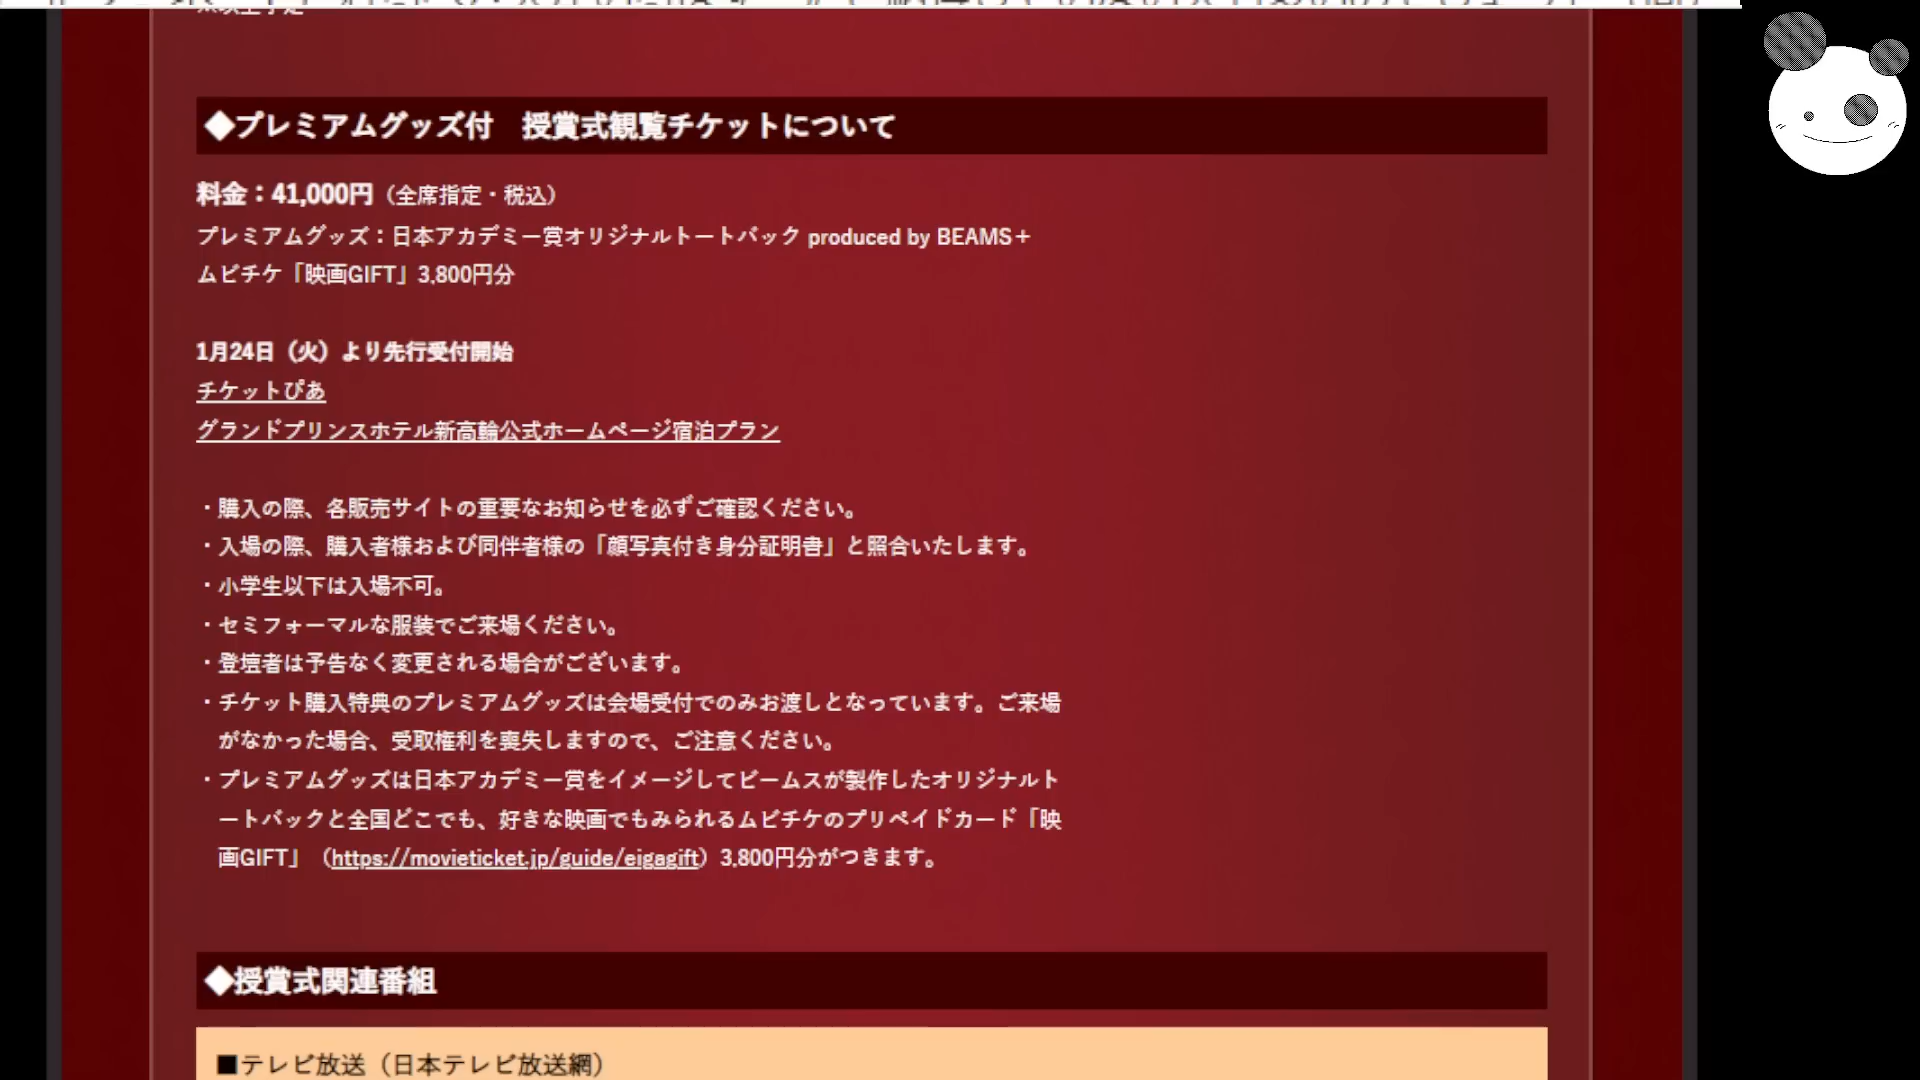 ◆プレミアムグッズ付　授賞式観覧チケットについて
料金：41,000円（全席指定・税込）
プレミアムグッズ：日本アカデミー賞オリジナルトートバック produced by BEAMS＋
ムビチケ「映画GIFT」3,800円分
1月24日（火）より先行受付開始
チケットぴあ
グランドプリンスホテル新高輪公式ホームページ宿泊プラン
・購入の際、各販売サイトの重要なお知らせを必ずご確認ください。
・入場の際、購入者様および同伴者様の「顔写真付き身分証明書」と照合いたします。
・小学生以下は入場不可。
・セミフォーマルな服装でご来場ください。
・登壇者は予告なく変更される場合がございます。
・チケット購入特典のプレミアムグッズは会場受付でのみお渡しとなっています。ご来場
がなかった場合、受取権利を喪失しますので、ご注意ください。
・プレミアムグッズは日本アカデミー賞をイメージしてビームスが製作したオリジナルト
ートバックと全国どこでも、好きな映画でもみられるムビチケのプリペイドカード「映
画GIFT」（https://movieticket.jp/guide/eigagift）3,800円分がつきます。
◆授賞式関連番組
■テレビ放送（日本テレビ放送網）